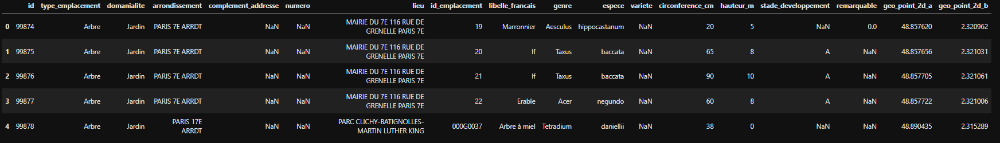 id type_emplacement domanialite arrondissement complement_addresse numero lieu id_emplacement libelle_francais genre espece variete circonference_cm hauteur_m stade_developpement remarquable geo_point_2d_a geo_point_2d_b
0 99874 Arbre Jardin PARIS 7E ARRDT NaN NaN MAIRIE DU 7E 116 RUE DE GRENELLE PARIS 7E 19 Marronnier Aesculus hippocastanum NaN 20 5 NaN 0.0 48.857620 2.320962
1 99875 Arbre Jardin PARIS 7E ARRDT NaN NaN MAIRIE DU 7E 116 RUE DE GRENELLE PARIS 7E 20 If Taxus baccata NaN 65 8 A NaN 48.857656 2.321031
2 99876 Arbre Jardin PARIS 7E ARRDT NaN NaN MAIRIE DU 7E 116 RUE DE GRENELLE PARIS 7E 21 If Taxus baccata NaN 90 10 A NaN 48.857705 2.321061
3 99877 Arbre Jardin PARIS 7E ARRDT NaN NaN MAIRIE DU 7E 116 RUE DE GRENELLE PARIS 7E 22 Erable Acer negundo NaN 60 8 A NaN 48.857722 2.321006
4 99878 Arbre Jardin PARIS 17E ARRDT NaN NaN PARC CLICHY-BATIGNOLLES-MARTIN LUTHER KING 000G0037 Arbre à miel Tetradium daniellii NaN 38 0 NaN NaN 48.890435 2.315289